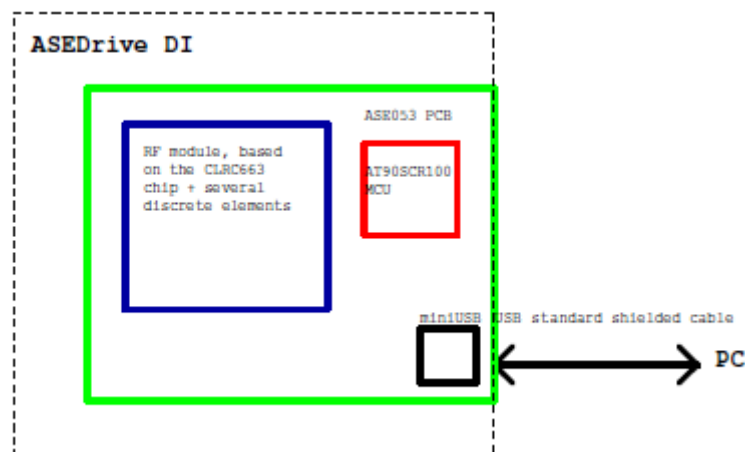 ASEDrive DI
ASE053 PCB
RF module, based
on the CLRC663
chip + several
discrete elements
AT90SCR100
MCU
miniUSB USB standard shielded cable
PC